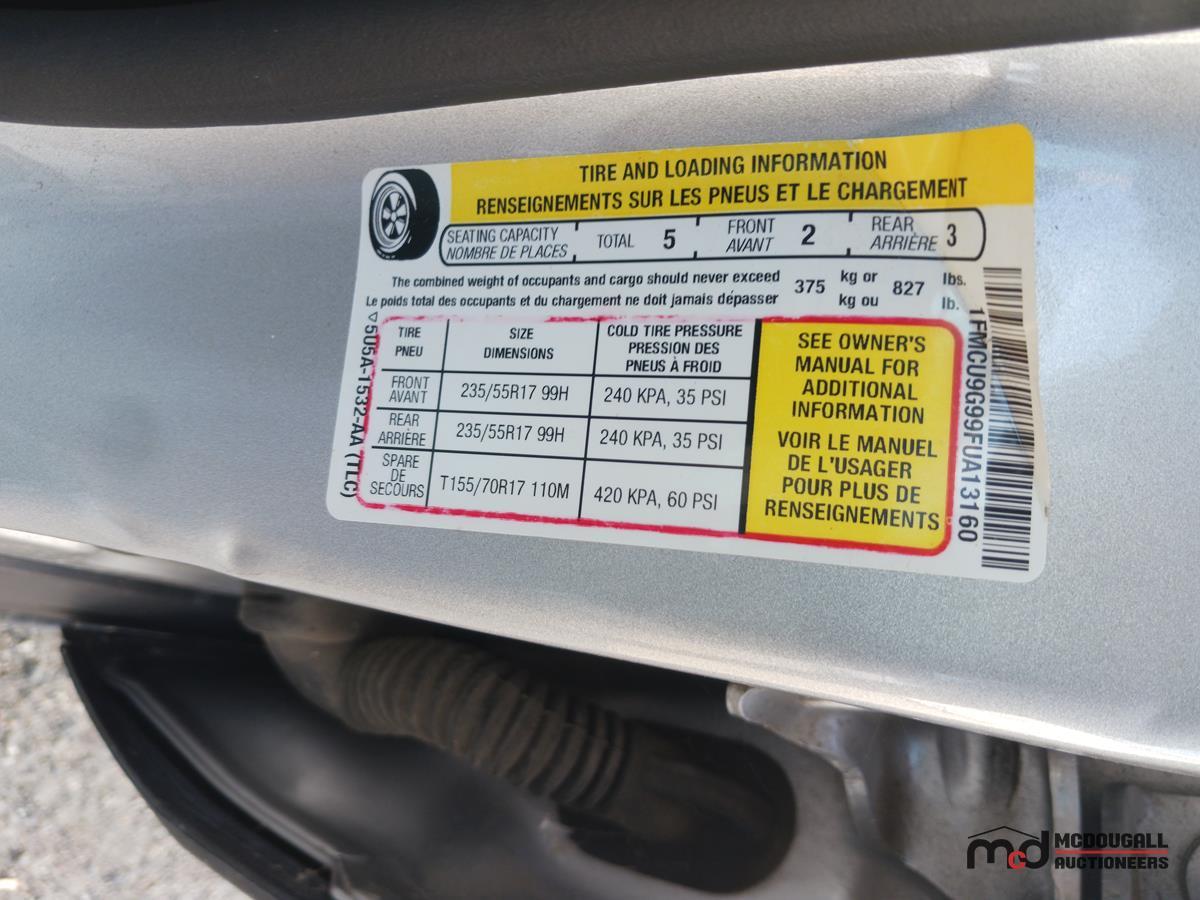 TIRE AND LOADING INFORMATION
RENSEIGNEMENTS SUR LES PNEUS ET LE CHARGEMENT
SEATING CAPACITY
NOMBRE DE PLACES
TOTAL 5
FRONT
AVANT
2
REAR
ARRIÈRE
3
The combined weight of occupants and cargo should never exceed
Le poids total des occupants et du chargement ne doit jamais dépasser
375
kg or
kg ou
827
lbs.
lb.
TIRE
PNEU
SIZE
DIMENSIONS
COLD TIRE PRESSURE
PRESSION DES
PNEUS À FROID
FRONT
AVANT
235/55R17 99H
240 KPA, 35 PSI
REAR
ARRIÈRE
235/55R17 99H
240 KPA, 35 PSI
SPARE
DE
SECOURS
T155/70R17 110M
420 KPA, 60 PSI
SEE OWNER'S
MANUAL FOR
ADDITIONAL
INFORMATION
VOIR LE MANUEL
DE L'USAGER
POUR PLUS DE
RENSEIGNEMENTS
▽505A-1532-AA (TLC)
1FMCU9G99FUA13160
mcd
MCDOUGALL
AUCTIONEERS